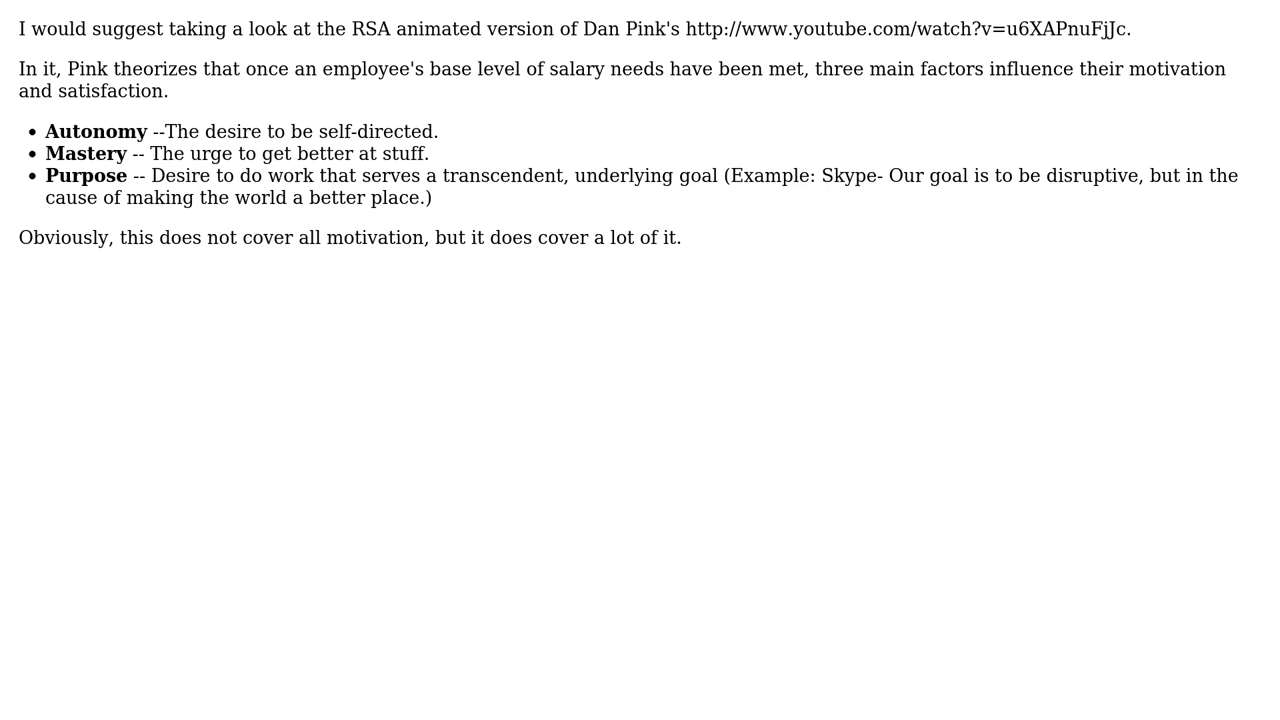 I would suggest taking a look at the RSA animated version of Dan Pink's http://www.youtube.com/watch?v=u6XAPnuFjJc.
In it, Pink theorizes that once an employee's base level of salary needs have been met, three main factors influence their motivation
and satisfaction.
• Autonomy --The desire to be self-directed.
• Mastery -- The urge to get better at stuff.
• Purpose -- Desire to do work that serves a transcendent, underlying goal (Example: Skype- Our goal is to be disruptive, but in the
cause of making the world a better place.)
Obviously, this does not cover all motivation, but it does cover a lot of it.